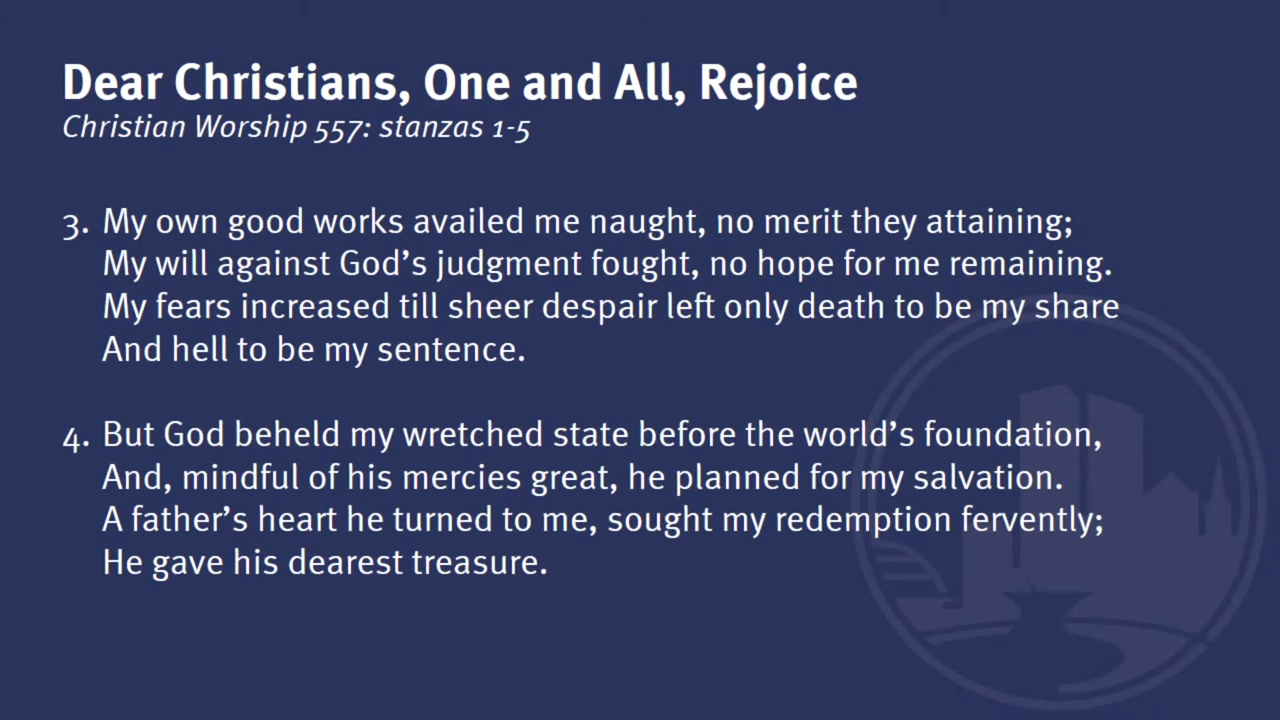 Dear Christians, One and All, Rejoice
Christian Worship 557: stanzas 1-5
3. My own good works availed me naught, no merit they attaining;
My will against God’s judgment fought, no hope for me remaining.
My fears increased till sheer despair left only death to be my share
And hell to be my sentence.
4. But God beheld my wretched state before the world’s foundation,
And, mindful of his mercies great, he planned for my salvation.
A father’s heart he turned to me, sought my redemption fervently;
He gave his dearest treasure.